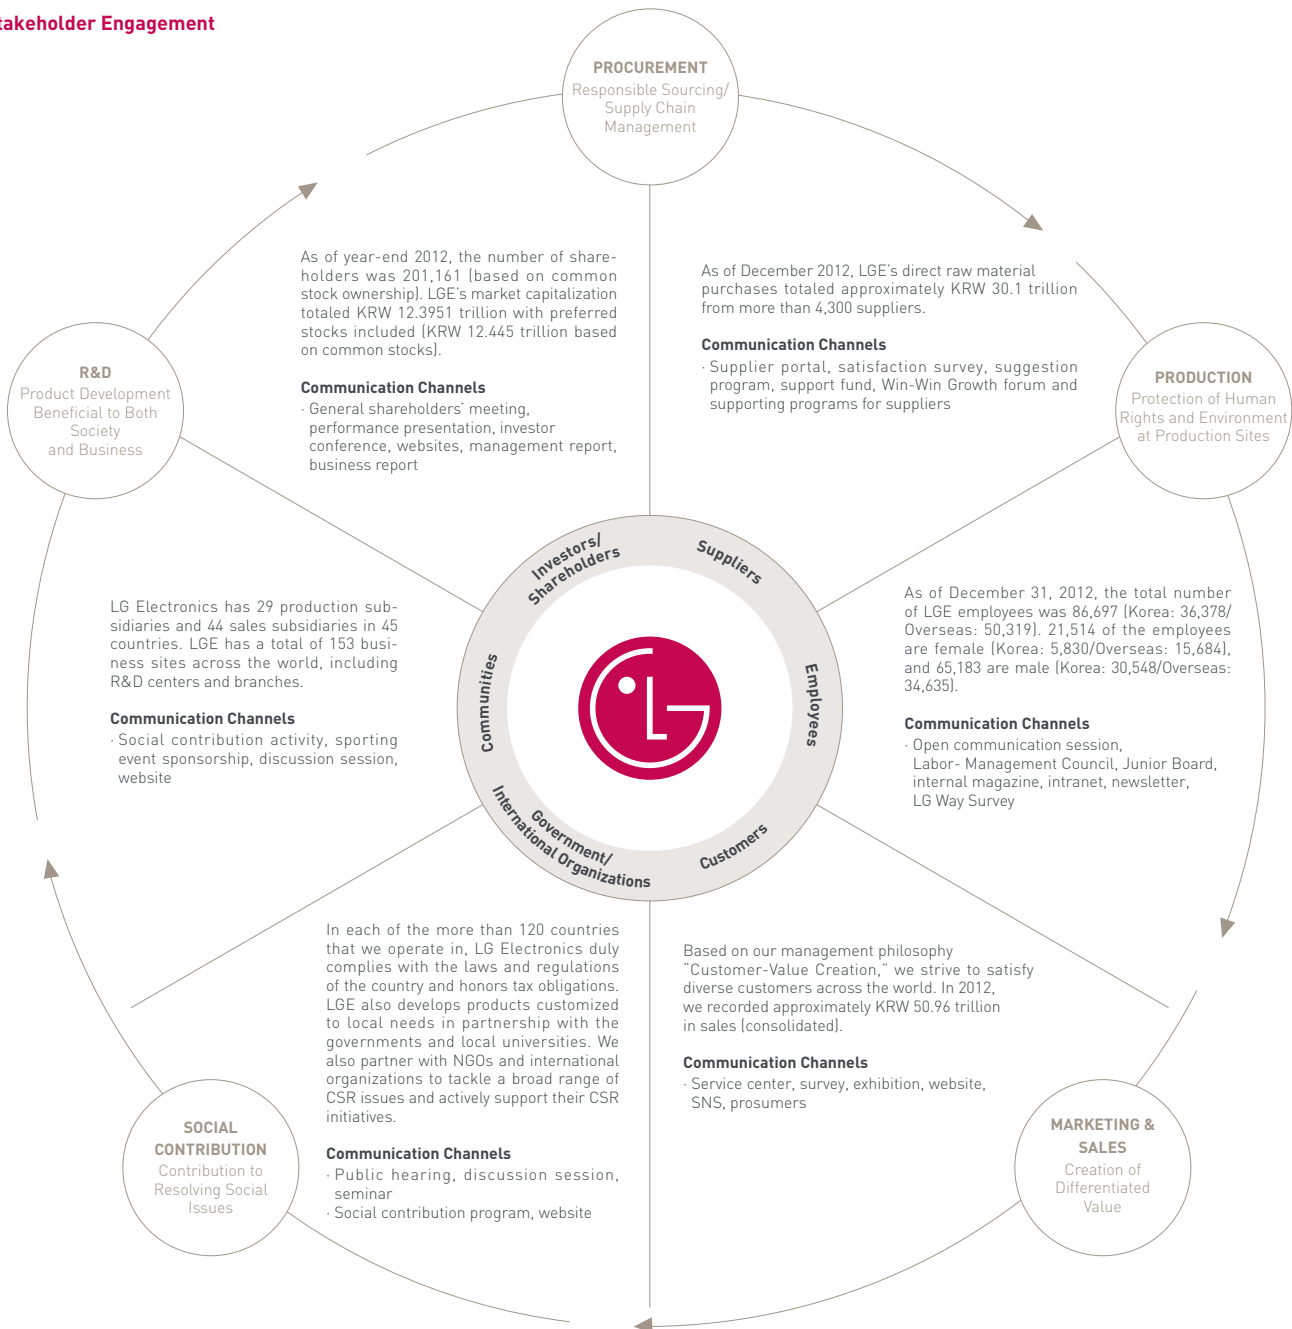 takeholder Engagement
PROCUREMENT
Responsible Sourcing/
Supply Chain
Management
As of year-end 2012, the number of share-
holders was 201,161 (based on common
stock ownership). LGE's market capitalization
totaled KRW 12.3951 trillion with preferred
stocks included (KRW 12.445 trillion based
on common stocks).
Communication Channels
· General shareholders' meeting,
performance presentation, investor
conference, websites, management report,
business report
As of December 2012, LGE's direct raw material
purchases totaled approximately KRW 30.1 trillion
from more than 4,300 suppliers.
Communication Channels
· Supplier portal, satisfaction survey, suggestion
program, support fund, Win-Win Growth forum and
supporting programs for suppliers
R&D
Product Development
Beneficial to Both
Society
and Business
PRODUCTION
Protection of Human
Rights and Environment
at Production Sites
Investors/
Shareholders
Suppliers
Communities
Employees
Government/
International Organizations
Customers
LG
LG Electronics has 29 production sub-
sidiaries and 44 sales subsidiaries in 45
countries. LGE has a total of 153 busi-
ness sites across the world, including
R&D centers and branches.
Communication Channels
· Social contribution activity, sporting
event sponsorship, discussion session,
website
As of December 31, 2012, the total number
of LGE employees was 86,697 (Korea: 36,378/
Overseas: 50,319). 21,514 of the employees
are female (Korea: 5,830/Overseas: 15,684),
and 65,183 are male (Korea: 30,548/Overseas:
34,635).
Communication Channels
· Open communication session,
Labor- Management Council, Junior Board,
internal magazine, intranet, newsletter,
LG Way Survey
In each of the more than 120 countries
that we operate in, LG Electronics duly
complies with the laws and regulations
of the country and honors tax obligations.
LGE also develops products customized
to local needs in partnership with the
governments and local universities. We
also partner with NGOs and international
organizations to tackle a broad range of
CSR issues and actively support their CSR
initiatives.
Communication Channels
· Public hearing, discussion session,
seminar
· Social contribution program, website
Based on our management philosophy
"Customer-Value Creation," we strive to satisfy
diverse customers across the world. In 2012,
we recorded approximately KRW 50.96 trillion
in sales (consolidated).
Communication Channels
· Service center, survey, exhibition, website,
SNS, prosumers
SOCIAL
CONTRIBUTION
Contribution to
Resolving Social
Issues
MARKETING &
SALES
Creation of
Differentiated
Value